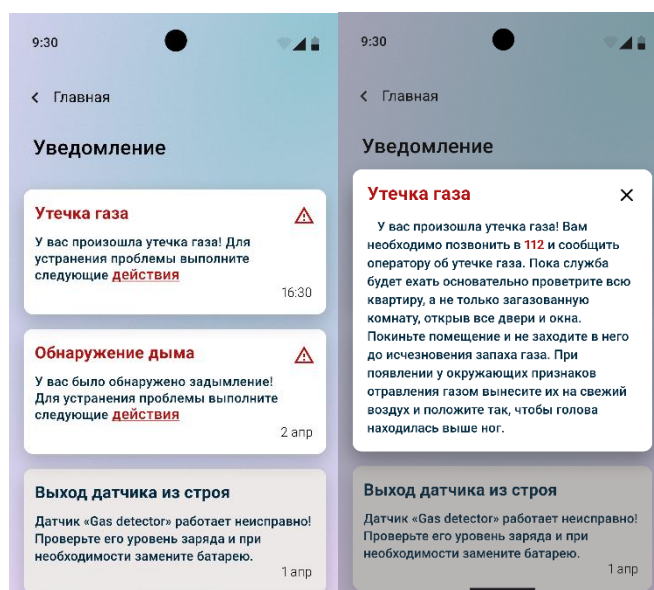 9:30
Главная
Уведомление
Утечка газа
У вас произошла утечка газа! Для
устранения проблемы выполните
следующие действия
16:30
Обнаружение дыма
У вас было обнаружено задымление!
Для устранения проблемы выполните
следующие действия
2 апр
Выход датчика из строя
Датчик «Gas detector» работает неисправно!
Проверьте его уровень заряда и при
необходимости замените батарею.
1 апр
9:30
Главная
Уведомление
Утечка газа
У вас произошла утечка газа! Вам
необходимо позвонить в 112 и сообщить
оператору об утечке газа. Пока служба
будет ехать основательно проветрите всю
квартиру, а не только загазованную
комнату, открыв все двери и окна.
Покиньте помещение и не заходите в него
до исчезновения запаха газа. При
появлении у окружающих признаков
отравления газом вынесите их на свежий
воздух и положите так, чтобы голова
находилась выше ног.
Выход датчика из строя
Датчик «Gas detector» работает неисправно!
Проверьте его уровень заряда и при
необходимости замените батарею.
1 апр